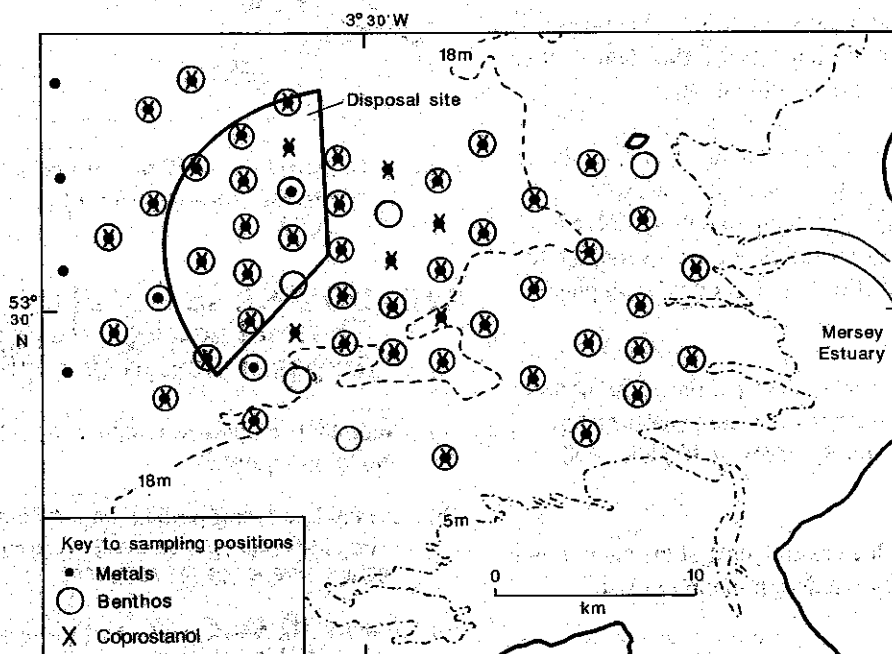 3° 30' W
18m
Disposal site
53°
30'
N
Mersey
Estuary
18m
5m
Key to sampling positions
Metals
Benthos
Coprostanol
0 10
km